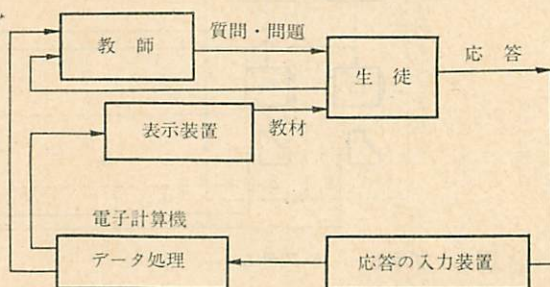 質問・問題
教師
応答
生徒
表示装置
教材
電子計算機
データ処理
応答の入力装置